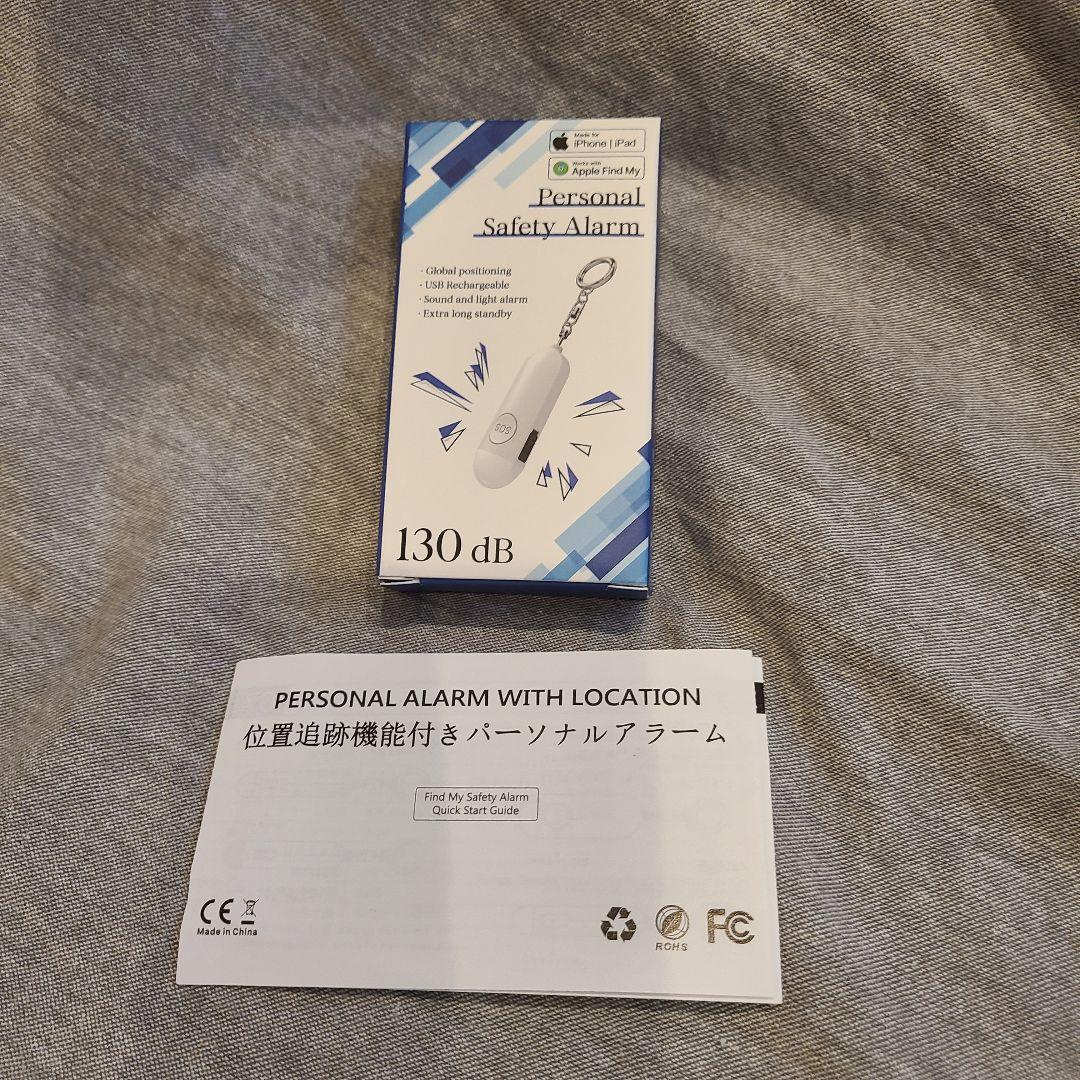 Made for
iPhone | iPad
Works with
Apple Find My
Personal
Safety Alarm
· Global positioning
· USB Rechargeable
· Sound and light alarm
· Extra long standby
SOS
130 dB
PERSONAL ALARM WITH LOCATION
位置追跡機能付きパーソナルアラーム
Find My Safety Alarm
Quick Start Guide
CE
Made in China
ROHS
FC